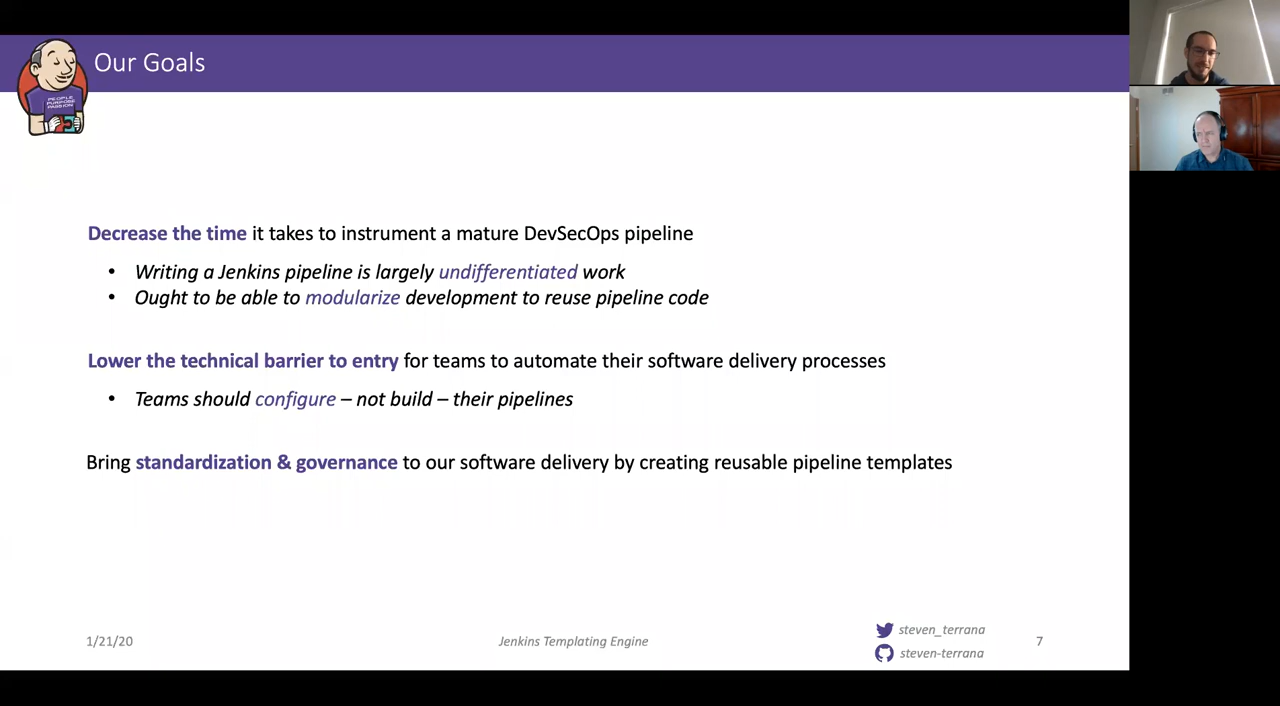 Our Goals
PEOPLE
PURPOSE
PASSION
Decrease the time it takes to instrument a mature DevSecOps pipeline
• Writing a Jenkins pipeline is largely undifferentiated work
• Ought to be able to modularize development to reuse pipeline code
Lower the technical barrier to entry for teams to automate their software delivery processes
• Teams should configure – not build – their pipelines
Bring standardization & governance to our software delivery by creating reusable pipeline templates
1/21/20
Jenkins Templating Engine
steven_terrana
steven-terrana
7